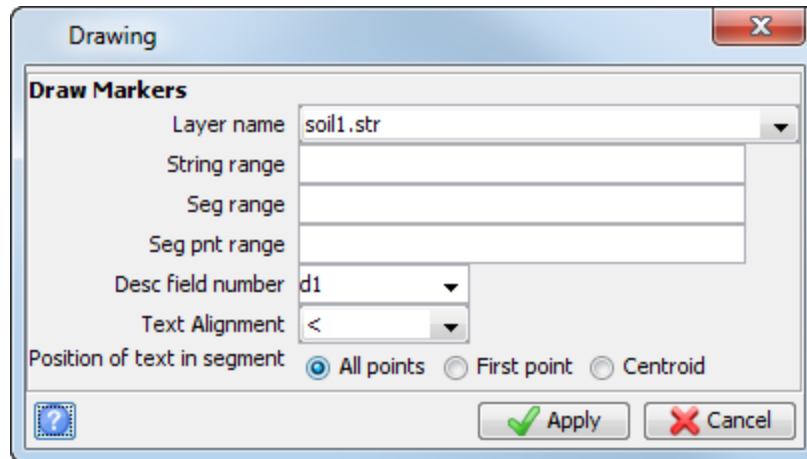 Drawing
Draw Markers
Layer name soil1.str
String range
Seg range
Seg pnt range
Desc field number d1
Text Alignment <
Position of text in segment All points First point Centroid
? Apply Cancel